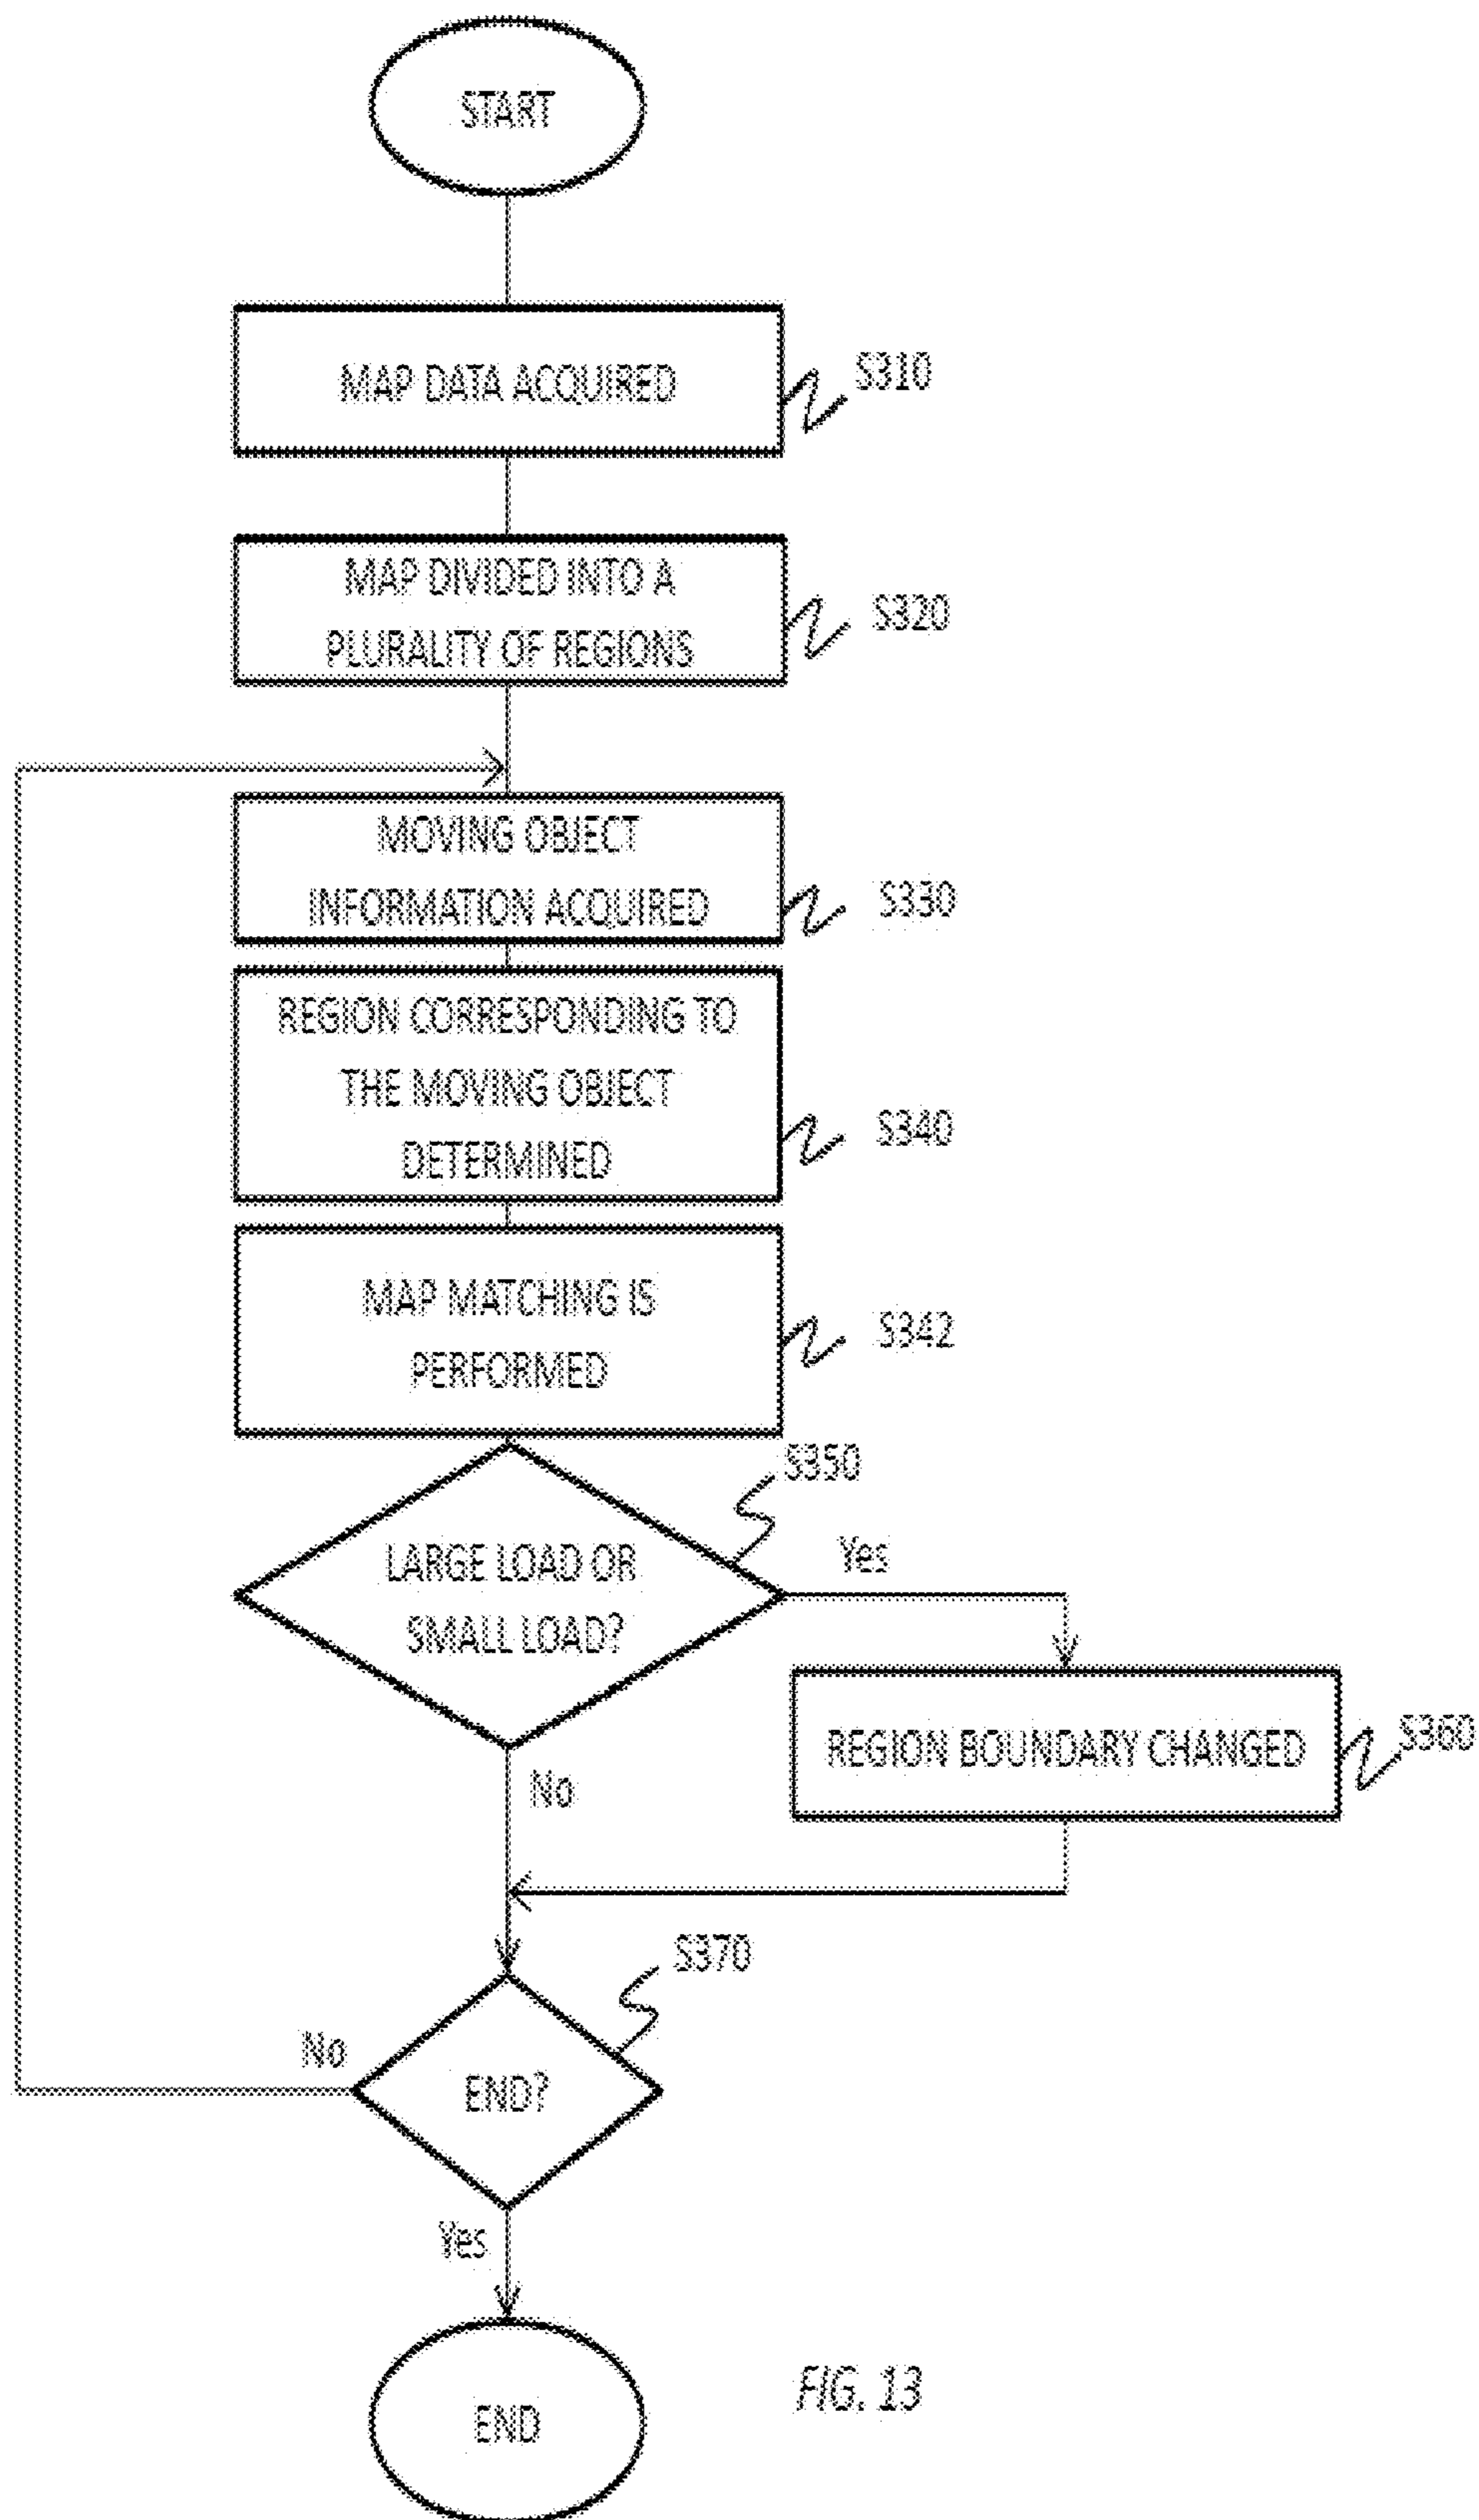 START
MAP DATA ACQUIRED
S310
MAP DIVIDED INTO A
PLURALITY OF REGIONS
S320
MOVING OBJECT
INFORMATION ACQUIRED
S330
REGION CORRESPONDING TO
THE MOVING OBJECT
DETERMINED
S340
MAP MATCHING IS
PERFORMED
S342
S350
LARGE LOAD OR
SMALL LOAD?
Yes
REGION BOUNDARY CHANGED
S360
No
S370
No
END?
Yes
END
FIG. 13